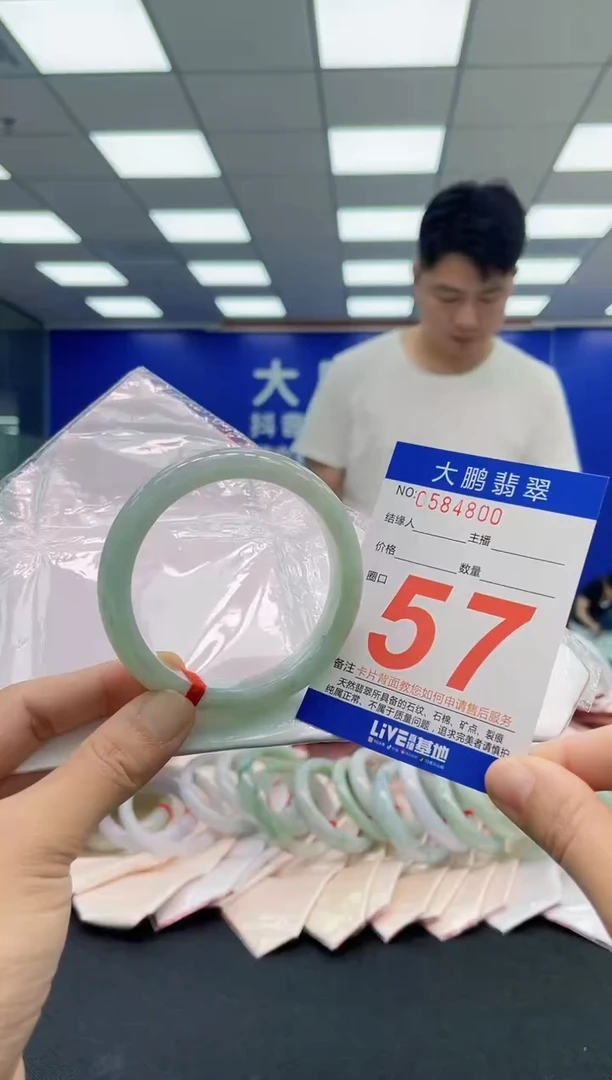 大
抖音
大鹏翡翠
NO:C584800
结缘人 主播
价格 数量
圈口
57
备注 卡片背面教您如何申请售后服务
天然翡翠所具备的石纹、石棉、矿点、裂痕
纯属正常、不属于质量问题,追求完美者请慎拍
LiVE 基地